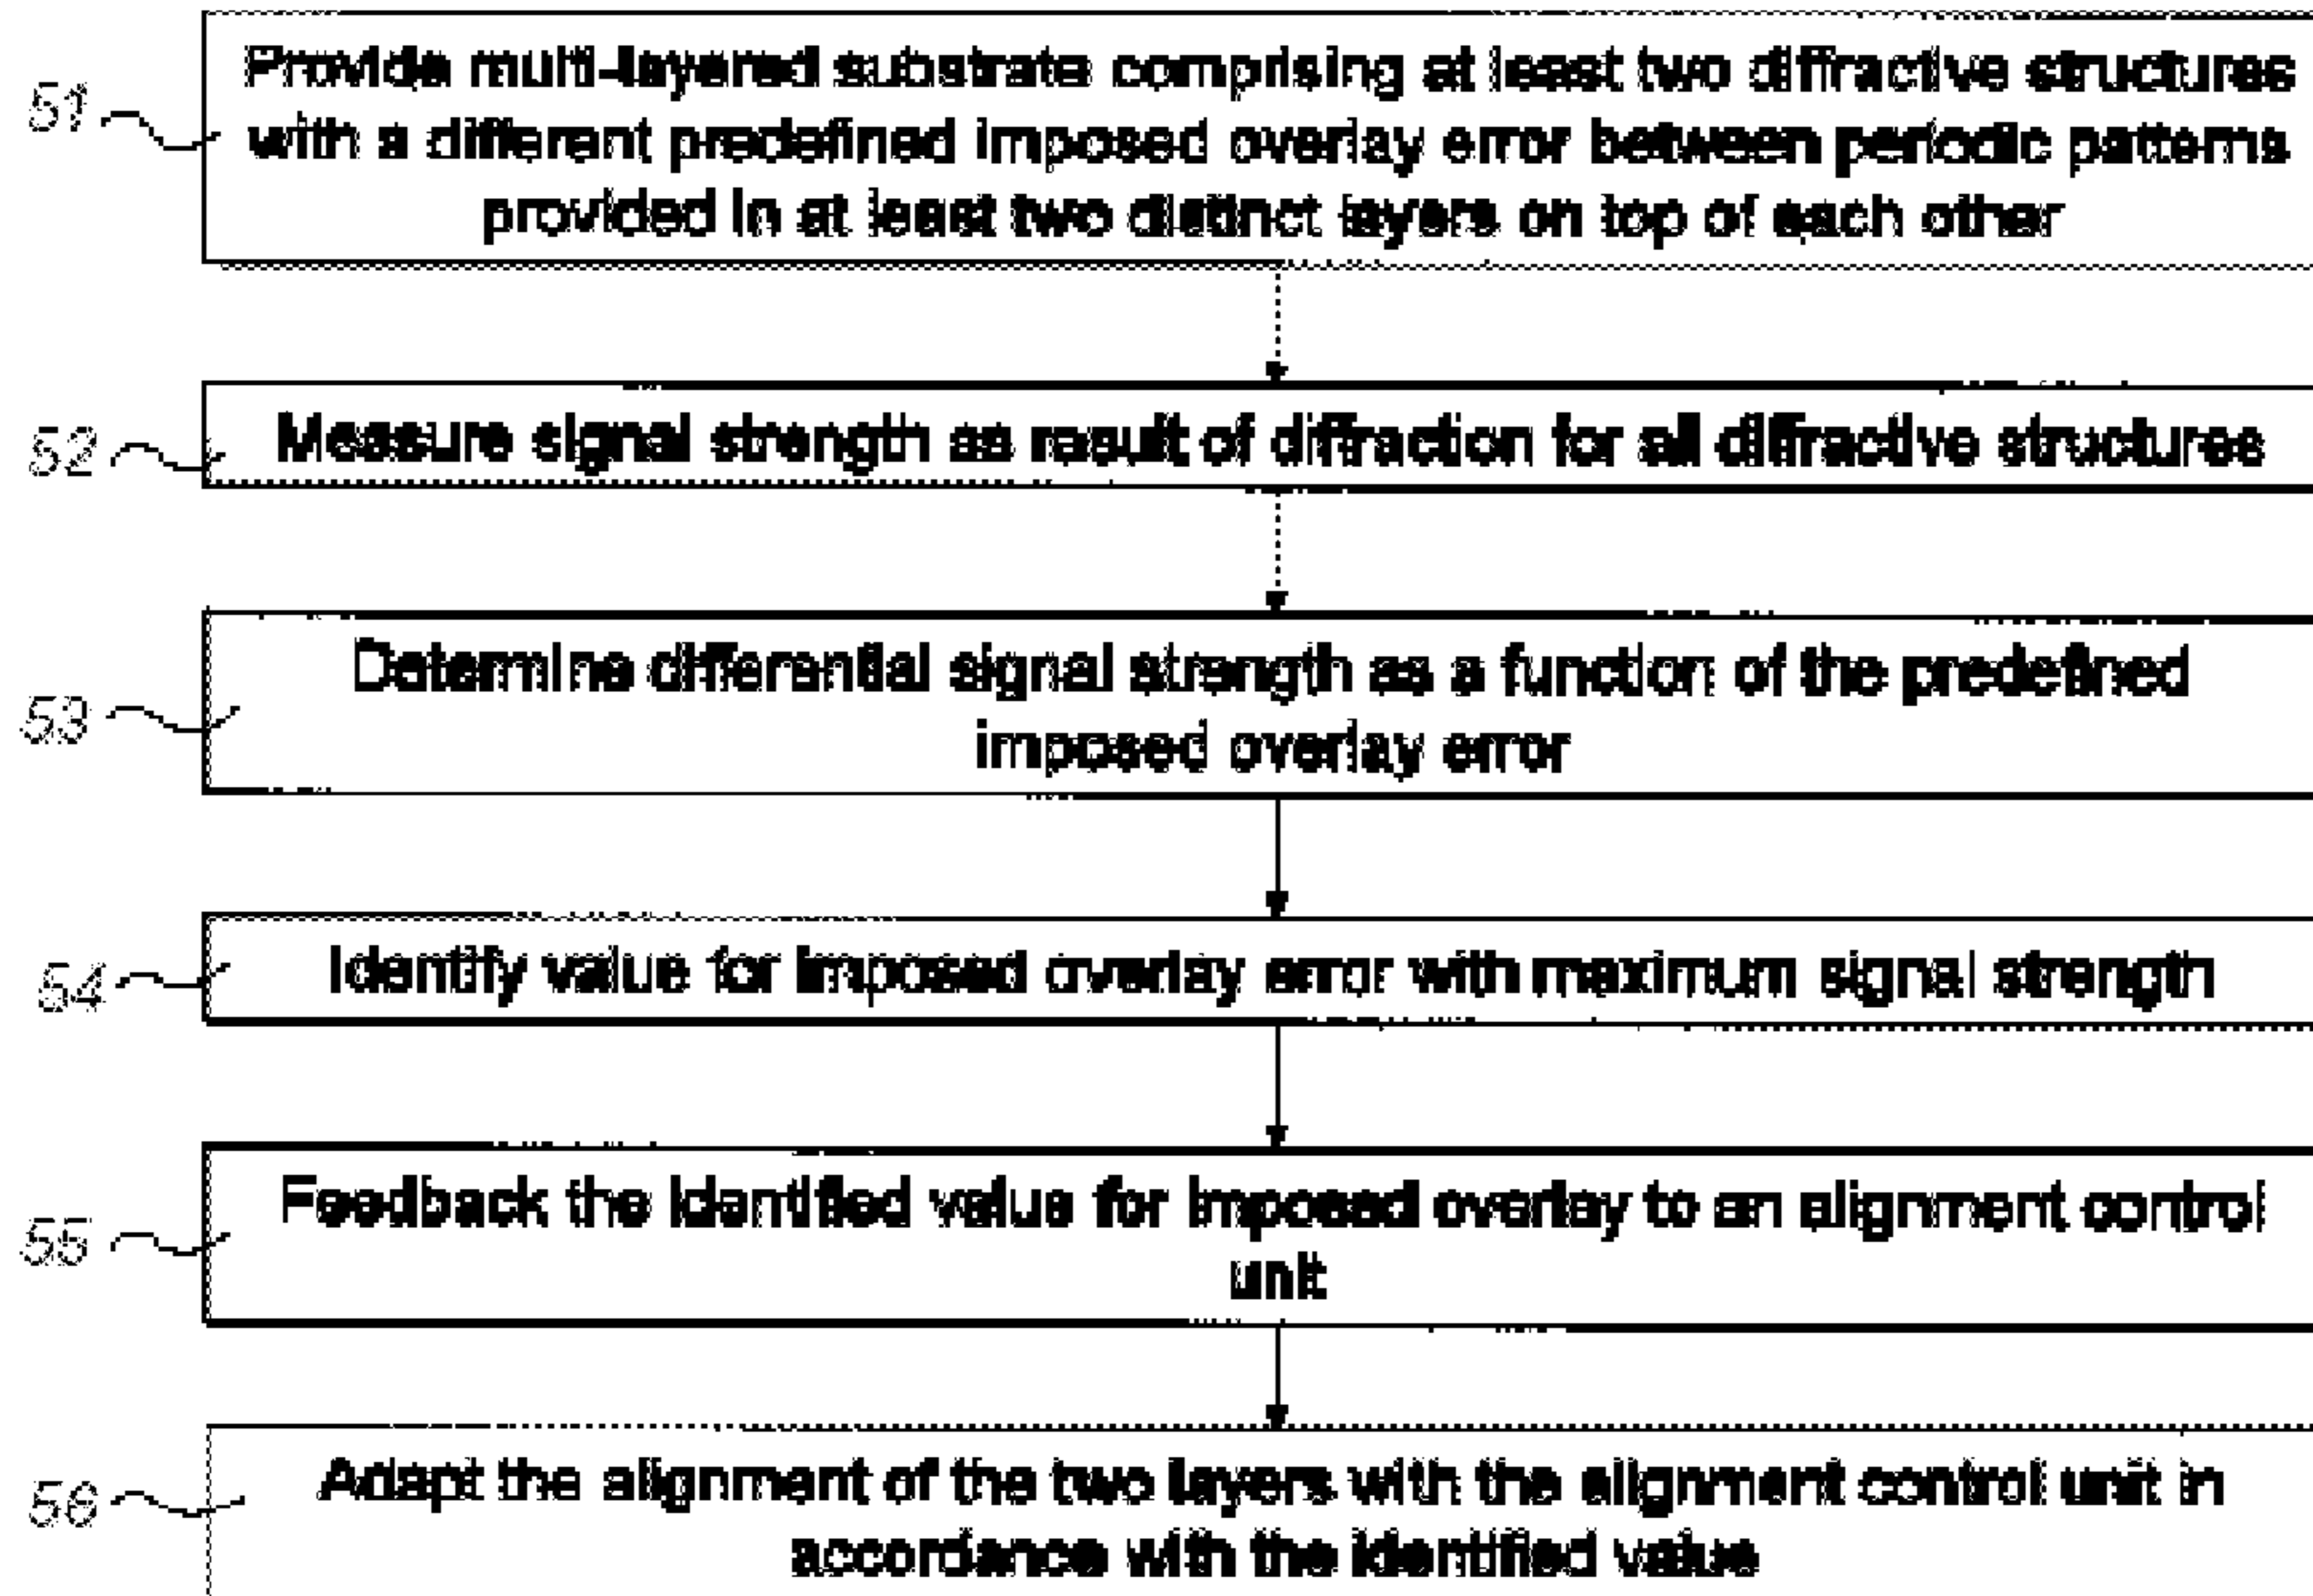 51
Provide multi-layered substrate comprising at least two diffractive structures
with a different predefined imposed overlay error between periodic patterns
provided in at least two distinct layers on top of each other
52
Measure signal strength as result of diffraction for all diffractive structures
53
Determine differential signal strength as a function of the predefined
imposed overlay error
54
Identify value for imposed overlay error with maximum signal strength
55
Feedback the identified value for imposed overlay to an alignment control
unit
56
Adapt the alignment of the two layers with the alignment control unit in
accordance with the identified value